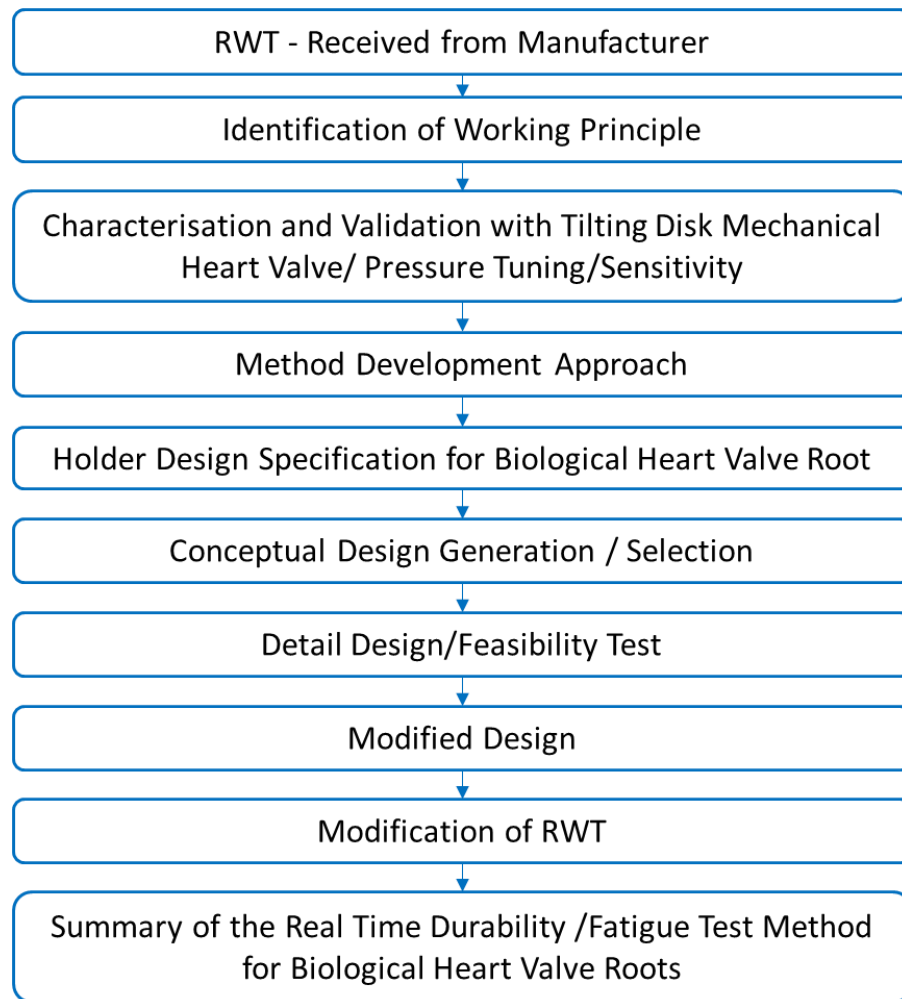 RWT - Received from Manufacturer
Identification of Working Principle
Characterisation and Validation with Tilting Disk Mechanical
Heart Valve/ Pressure Tuning/Sensitivity
Method Development Approach
Holder Design Specification for Biological Heart Valve Root
Conceptual Design Generation / Selection
Detail Design/Feasibility Test
Modified Design
Modification of RWT
Summary of the Real Time Durability /Fatigue Test Method
for Biological Heart Valve Roots